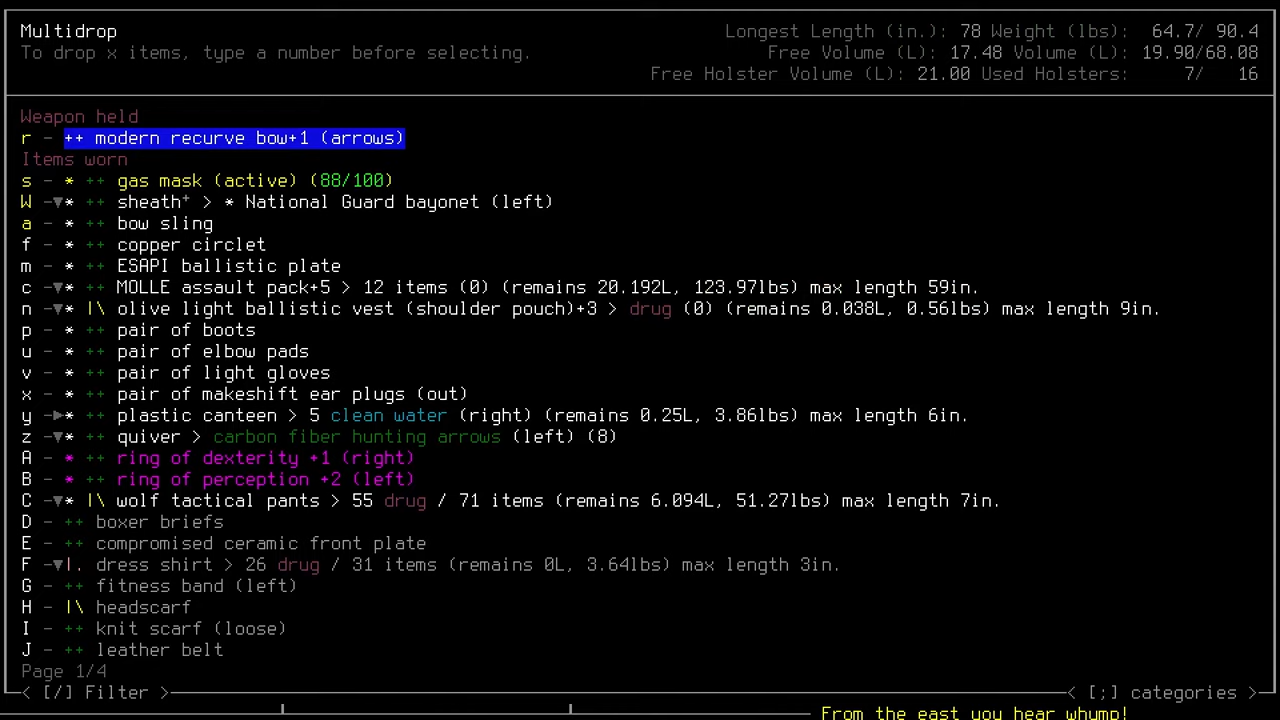 Multidrop Longest Length (in.): 78 Weight (lbs): 64.7/ 90.4
To drop x items, type a number before selecting. Free Volume (L): 17.48 Volume (L): 19.90/68.08
Free Holster Volume (L): 21.00 Used Holsters: 7/ 16
Weapon held
r - ++ modern recurve bow+1 (arrows)
Items worn
s - * ++ gas mask (active) (88/100)
W -▼* ++ sheath⁺ > * National Guard bayonet (left)
a - * ++ bow sling
f - * ++ copper circlet
m - * ++ ESAPI ballistic plate
c -▼* ++ MOLLE assault pack+5 > 12 items (0) (remains 20.192L, 123.97lbs) max length 59in.
n -▼* |\ olive light ballistic vest (shoulder pouch)+3 > drug (0) (remains 0.038L, 0.56lbs) max length 9in.
p - * ++ pair of boots
u - * ++ pair of elbow pads
v - * ++ pair of light gloves
x - * ++ pair of makeshift ear plugs (out)
y -▶* ++ plastic canteen > 5 clean water (right) (remains 0.25L, 3.86lbs) max length 6in.
z -▼* ++ quiver > carbon fiber hunting arrows (left) (8)
A - * ++ ring of dexterity +1 (right)
B - * ++ ring of perception +2 (left)
C -▼* |\ wolf tactical pants > 55 drug / 71 items (remains 6.094L, 51.27lbs) max length 7in.
D - ++ boxer briefs
E - ++ compromised ceramic front plate
F -▼|. dress shirt > 26 drug / 31 items (remains 0L, 3.64lbs) max length 3in.
G - ++ fitness band (left)
H - |\ headscarf
I - ++ knit scarf (loose)
J - ++ leather belt
Page 1/4
< [/] Filter > < [;] categories >
From the east you hear whump!